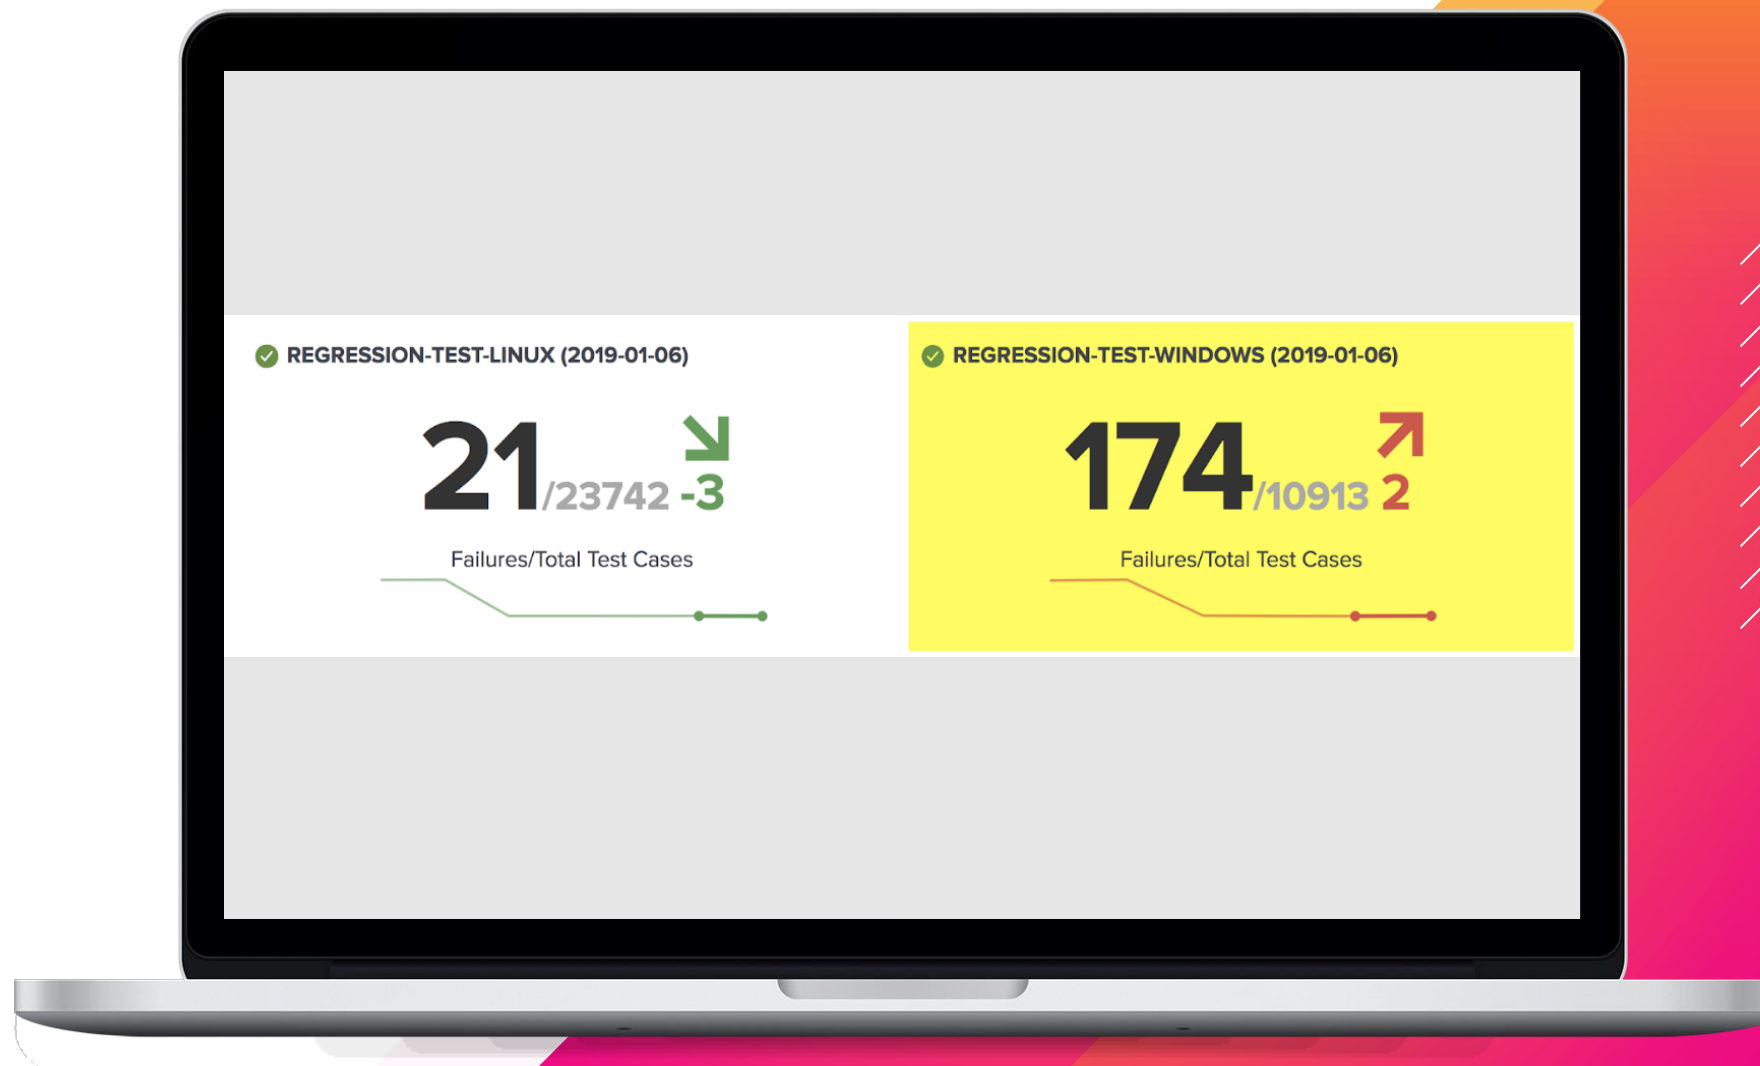 REGRESSION-TEST-LINUX (2019-01-06)
21/23742 -3
Failures/Total Test Cases
REGRESSION-TEST-WINDOWS (2019-01-06)
174/10913 2
Failures/Total Test Cases